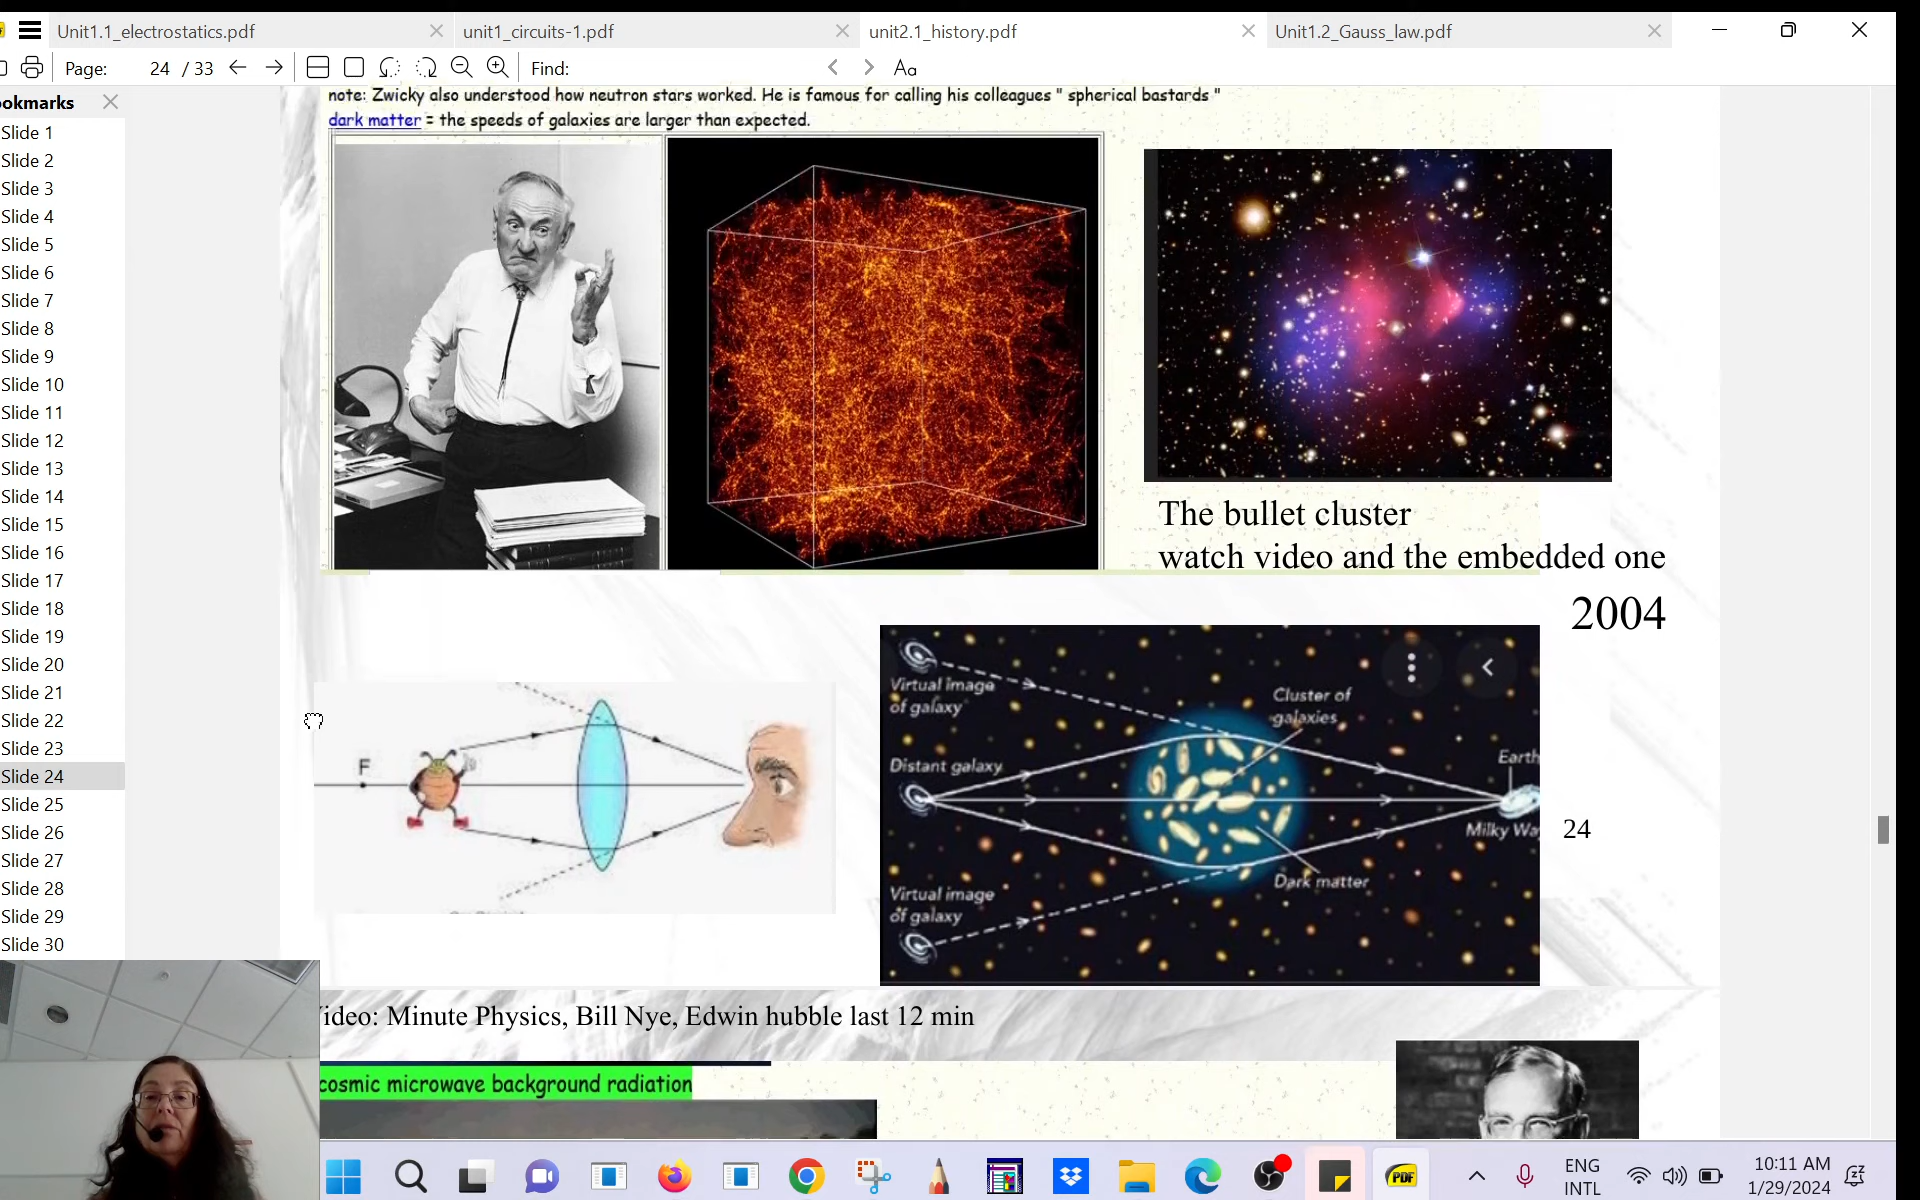 Unit1.1_electrostatics.pdf
unit1_circuits-1.pdf
unit2.1_history.pdf
Unit1.2_Gauss_law.pdf
Page: 24 / 33
Find:
Aa
ookmarks
Slide 1
Slide 2
Slide 3
Slide 4
Slide 5
Slide 6
Slide 7
Slide 8
Slide 9
Slide 10
Slide 11
Slide 12
Slide 13
Slide 14
Slide 15
Slide 16
Slide 17
Slide 18
Slide 19
Slide 20
Slide 21
Slide 22
Slide 23
Slide 24
Slide 25
Slide 26
Slide 27
Slide 28
Slide 29
Slide 30
note: Zwicky also understood how neutron stars worked. He is famous for calling his colleagues " spherical bastards "
dark matter = the speeds of galaxies are larger than expected.
The bullet cluster
watch video and the embedded one
2004
F
Virtual image
of galaxy
Cluster of
galaxies
Distant galaxy
Earth
Milky Wa
Dark matter
Virtual image
of galaxy
24
Video: Minute Physics, Bill Nye, Edwin hubble last 12 min
cosmic microwave background radiation
PDF
ENG
INTL
10:11 AM
1/29/2024